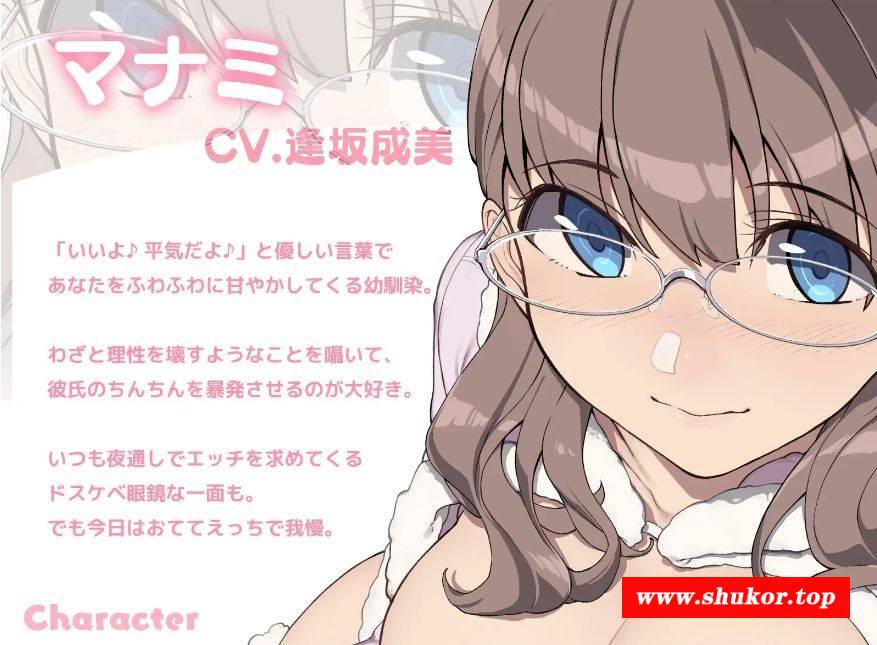 マナミ
CV.逢坂成美
「いいよ♪ 平気だよ♪」と優しい言葉で
あなたをふわふわに甘やかしてくる幼馴染。
わざと理性を壊すようなことを囁いて、
彼氏のちんちんを暴発させるのが大好き。
いつも夜通しでエッチを求めてくる
ドスケベ眼鏡な一面も。
でも今日はおててえっちで我慢。
Character
www.shukor.top